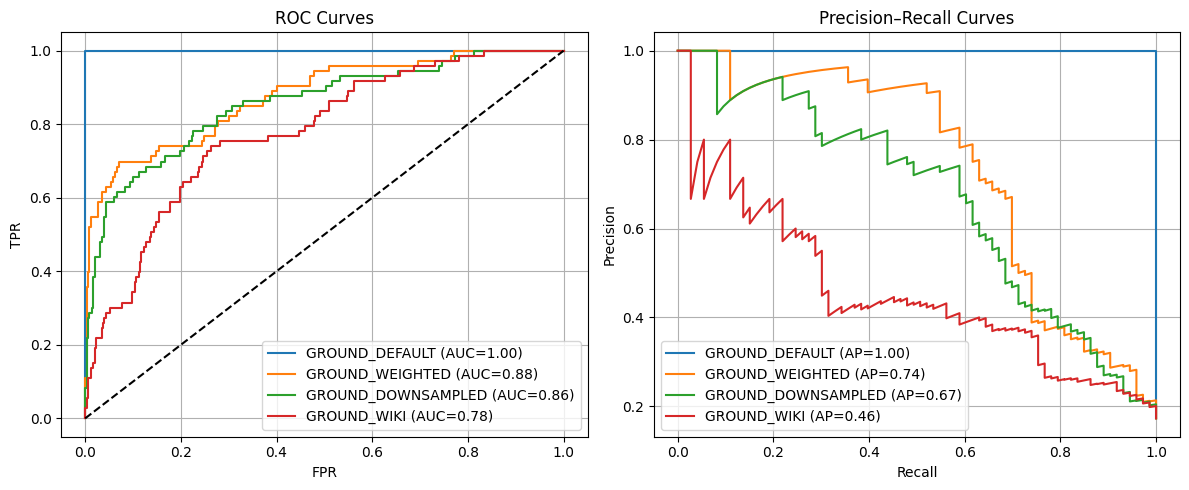 ROC Curves
1.0
0.8
0.6
0.4
0.2
0.0
TPR
0.0
0.2
0.4
0.6
0.8
1.0
FPR
GROUND_DEFAULT (AUC=1.00)
GROUND_WEIGHTED (AUC=0.88)
GROUND_DOWNSAMPLED (AUC=0.86)
GROUND_WIKI (AUC=0.78)
Precision–Recall Curves
1.0
0.8
0.6
0.4
0.2
Precision
0.0
0.2
0.4
0.6
0.8
1.0
Recall
GROUND_DEFAULT (AP=1.00)
GROUND_WEIGHTED (AP=0.74)
GROUND_DOWNSAMPLED (AP=0.67)
GROUND_WIKI (AP=0.46)